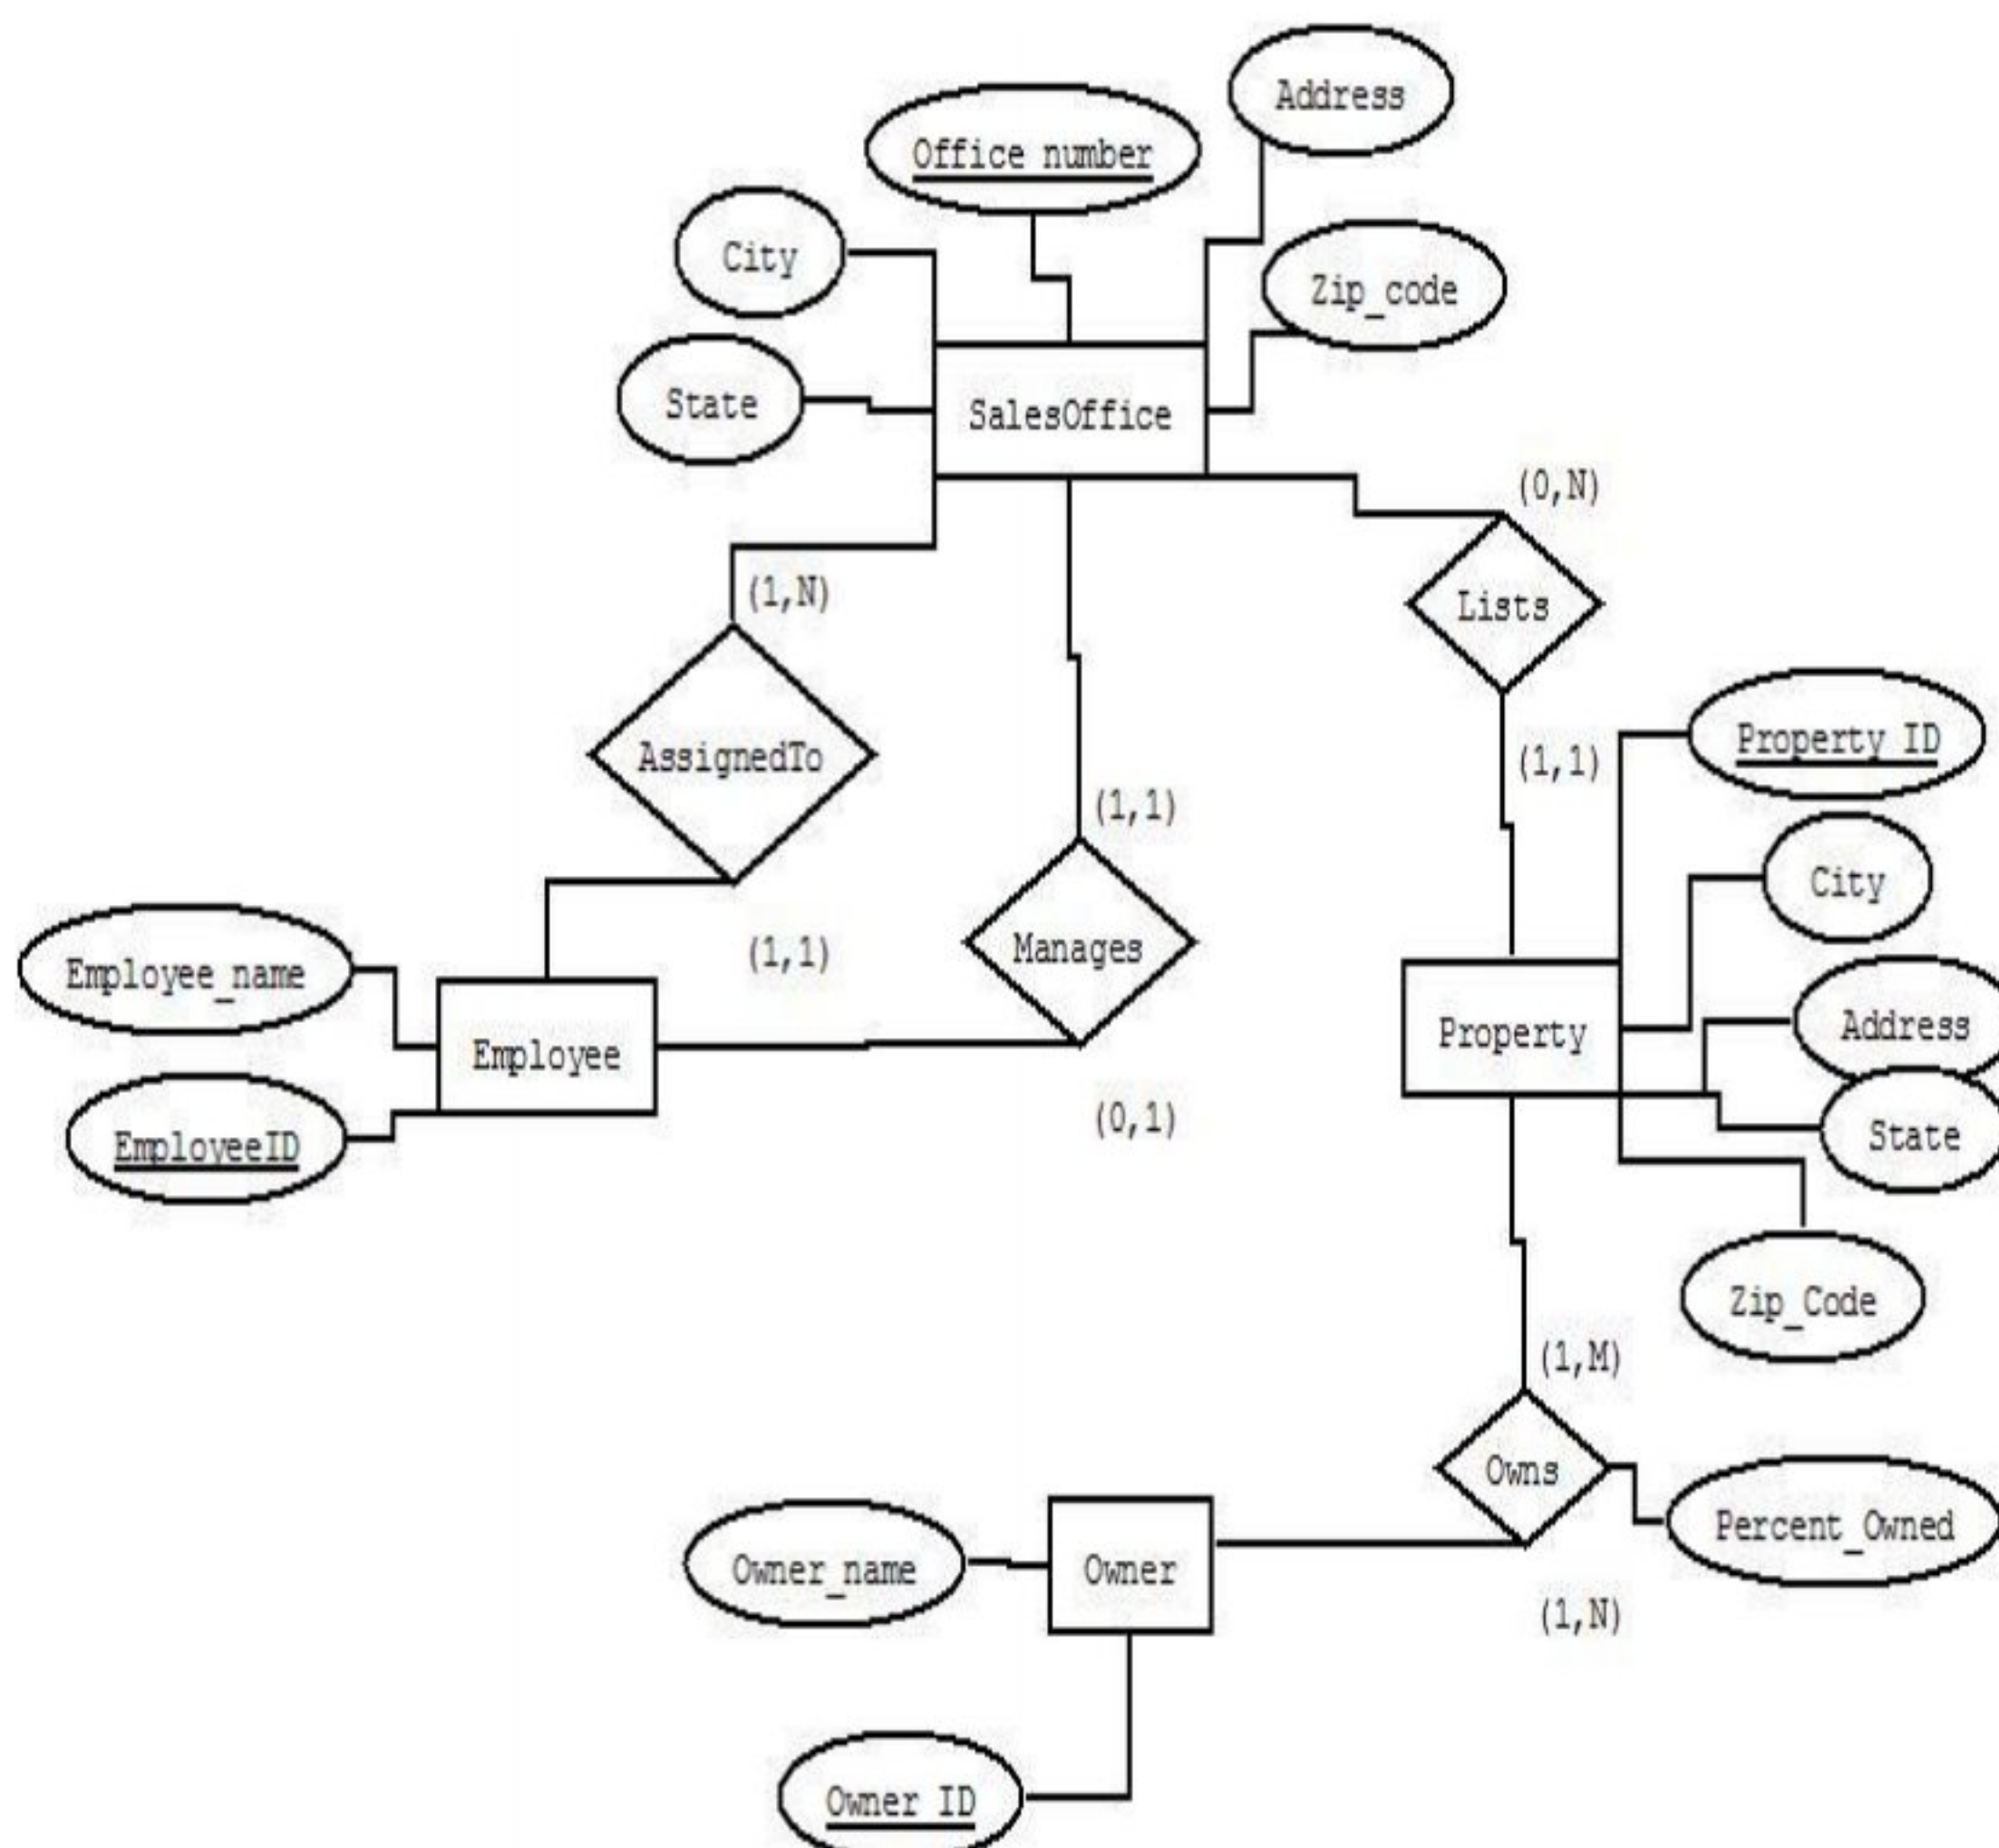 Address
Office number
City
Zip_code
State
SalesOffice
(0,N)
(1,N)
Lists
Property ID
AssignedTo
(1,1)
(1,1)
City
Manages
(1,1)
Employee_name
Address
Property
Employee
(0,1)
State
EmployeeID
Zip_Code
(1,M)
Owns
Percent_Owned
Owner_name
Owner
(1,N)
Owner ID